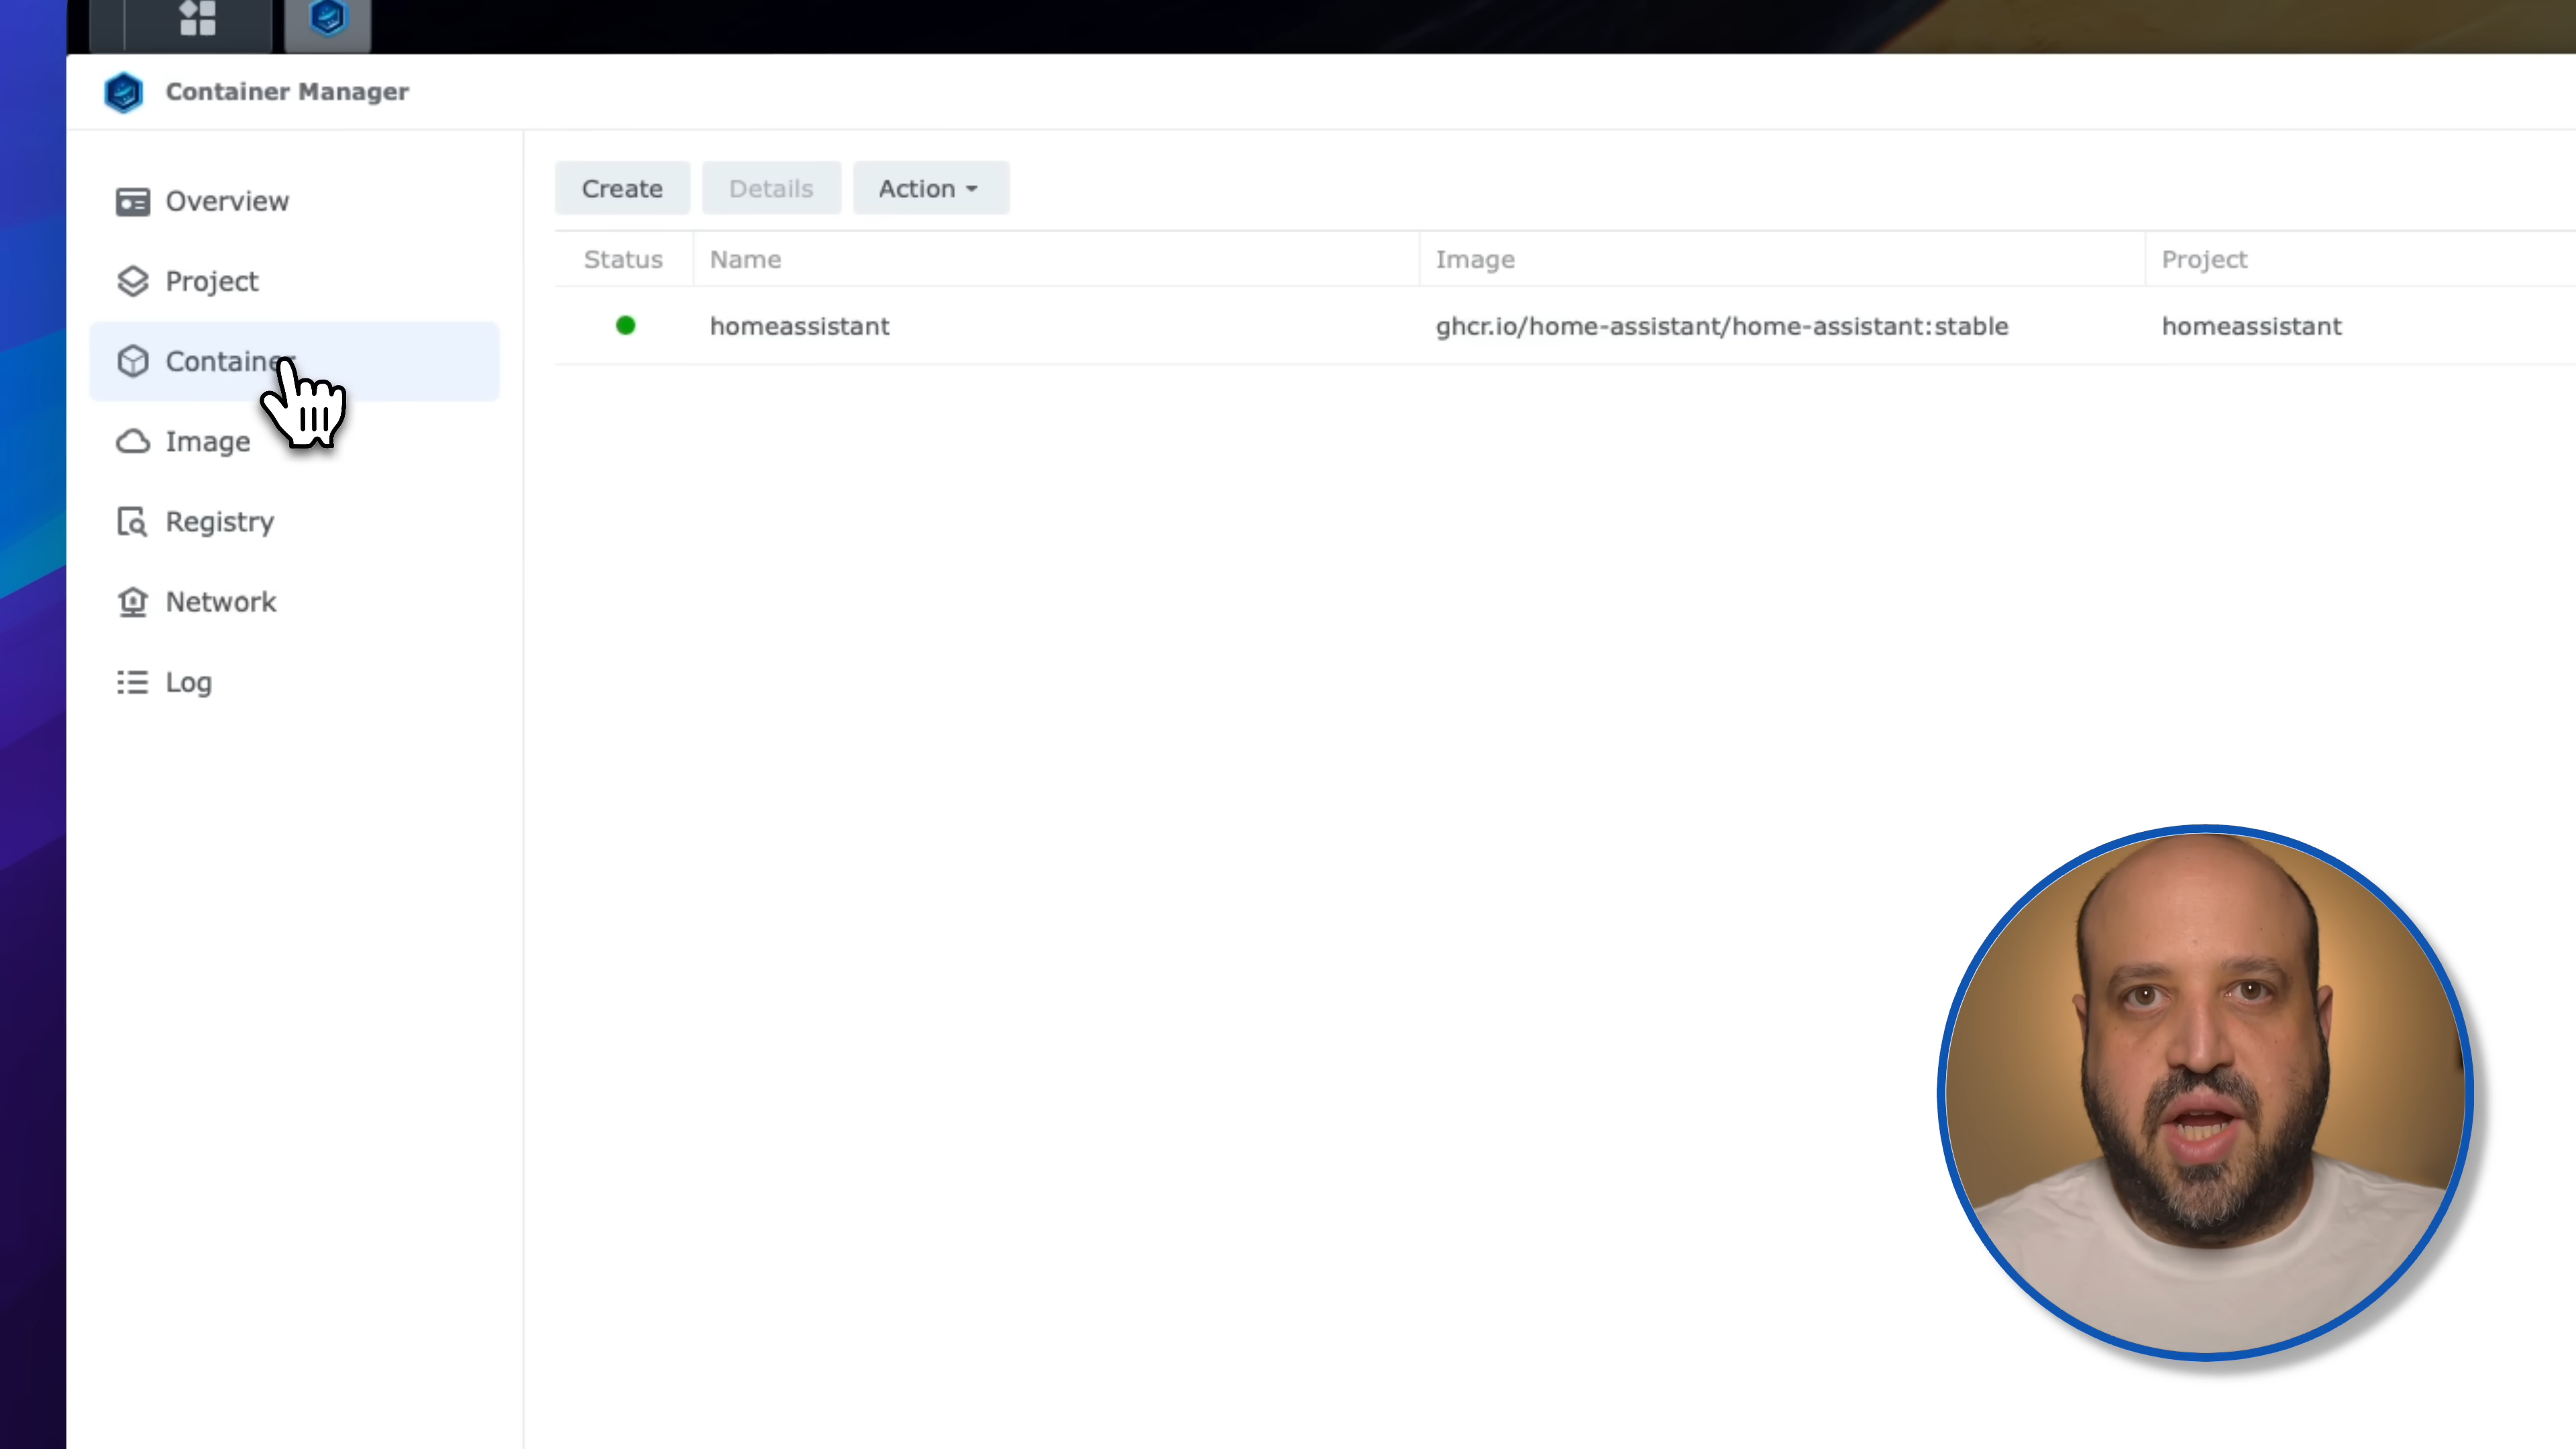 Container Manager
Overview
Project
Container
Image
Registry
Network
Log
Create Details Action
Status Name Image Project
homeassistant ghcr.io/home-assistant/home-assistant:stable homeassistant